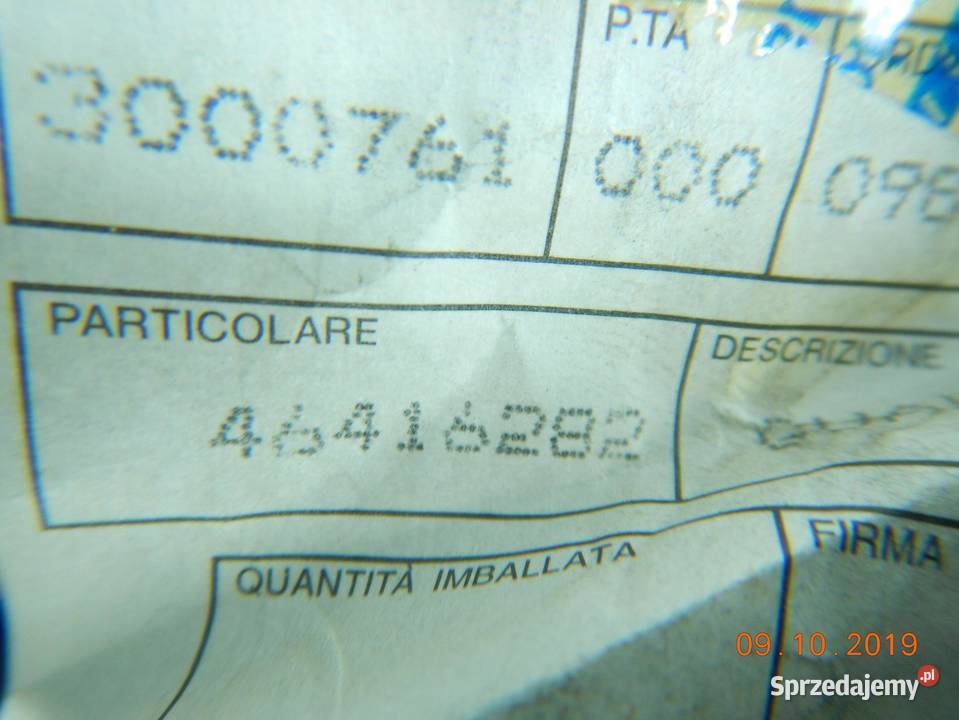 P.TA
3000761 000
PARTICOLARE DESCRIZIONE
46416282
QUANTITÀ IMBALLATA FIRMA
09.10.2019
Sprzedajemy.pl